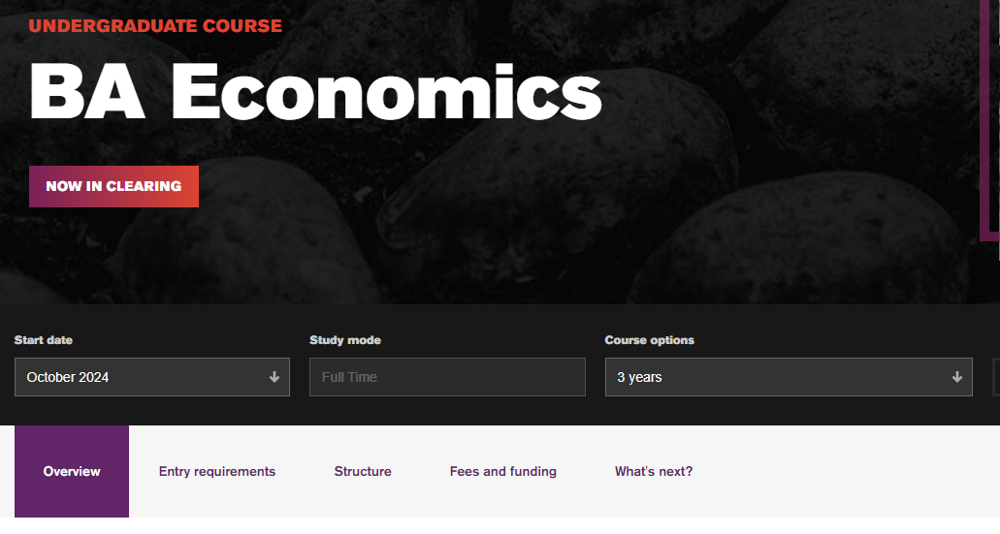 UNDERGRADUATE COURSE
BA Economics
NOW IN CLEARING
Start date
Study mode
Course options
October 2024
Full Time
3 years
Overview
Entry requirements
Structure
Fees and funding
What's next?